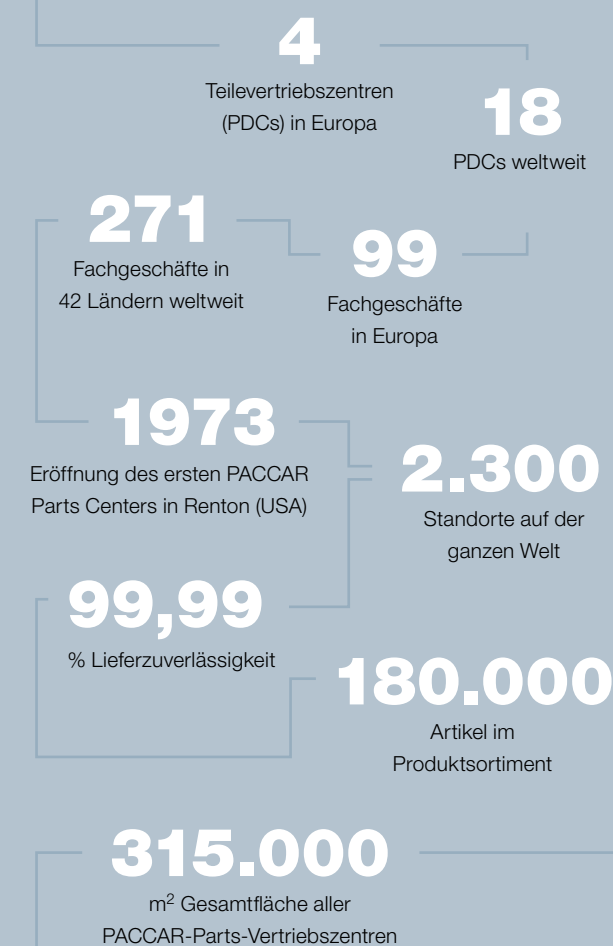 4
Teilevertriebszentren
(PDCs) in Europa
18
PDCs weltweit
271
Fachgeschäfte in
42 Ländern weltweit
99
Fachgeschäfte
in Europa
1973
Eröffnung des ersten PACCAR
Parts Centers in Renton (USA)
2.300
Standorte auf der
ganzen Welt
99,99
% Lieferzuverlässigkeit
180.000
Artikel im
Produktsortiment
315.000
m² Gesamtfläche aller
PACCAR-Parts-Vertriebszentren